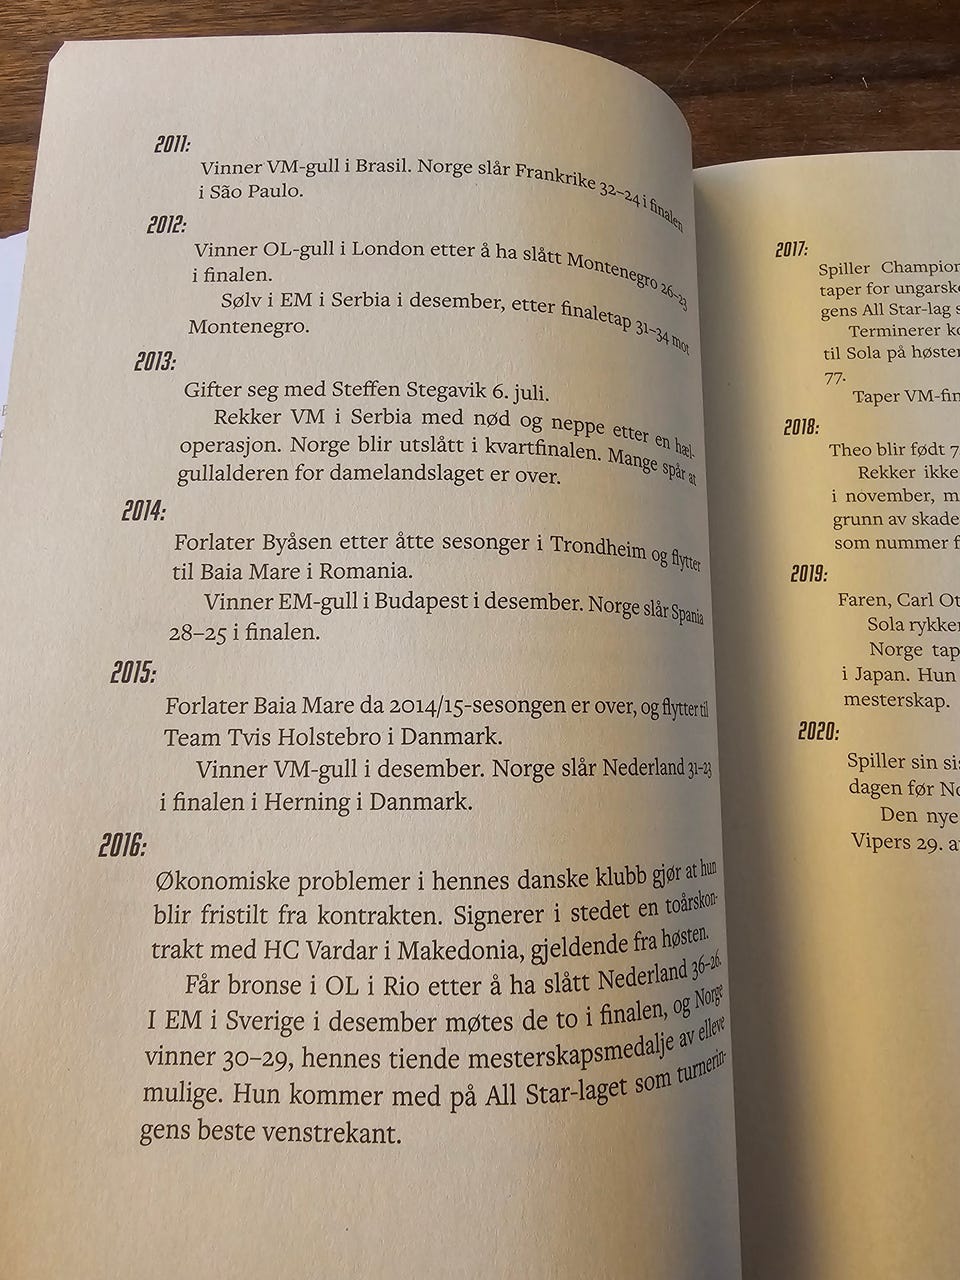 2011:
Vinner VM-gull i Brasil. Norge slår Frankrike 32–24 i finalen
i São Paulo.
2012:
Vinner OL-gull i London etter å ha slått Montenegro 26–23
i finalen.
Sølv i EM i Serbia i desember, etter finaletap 31–34 mot
Montenegro.
2013:
Gifter seg med Steffen Stegavik 6. juli.
Rekker VM i Serbia med nød og neppe etter en hæl-
operasjon. Norge blir utslått i kvartfinalen. Mange spår at
gullalderen for damelandslaget er over.
2014:
Forlater Byåsen etter åtte sesonger i Trondheim og flytter
til Baia Mare i Romania.
Vinner EM-gull i Budapest i desember. Norge slår Spania
28–25 i finalen.
2015:
Forlater Baia Mare da 2014/15-sesongen er over, og flytter til
Team Tvis Holstebro i Danmark.
Vinner VM-gull i desember. Norge slår Nederland 31–23
i finalen i Herning i Danmark.
2016:
Økonomiske problemer i hennes danske klubb gjør at hun
blir fristilt fra kontrakten. Signerer i stedet en toårskon-
trakt med HC Vardar i Makedonia, gjeldende fra høsten.
Får bronse i OL i Rio etter å ha slått Nederland 36–26.
I EM i Sverige i desember møtes de to i finalen, og Norge
vinner 30–29, hennes tiende mesterskapsmedalje av elleve
mulige. Hun kommer med på All Star-laget som turnerin-
gens beste venstrekant.
2017:
Spiller Champion
taper for ungarske
gens All Star-lag s
Terminerer ko
til Sola på høsten
77.
Taper VM-fin
2018:
Theo blir født 7.
Rekker ikke
i november, m
grunn av skade
som nummer f
2019:
Faren, Carl Ot
Sola rykker
Norge tap
i Japan. Hun
mesterskap.
2020:
Spiller sin sis
dagen før No
Den nye
Vipers 29. a